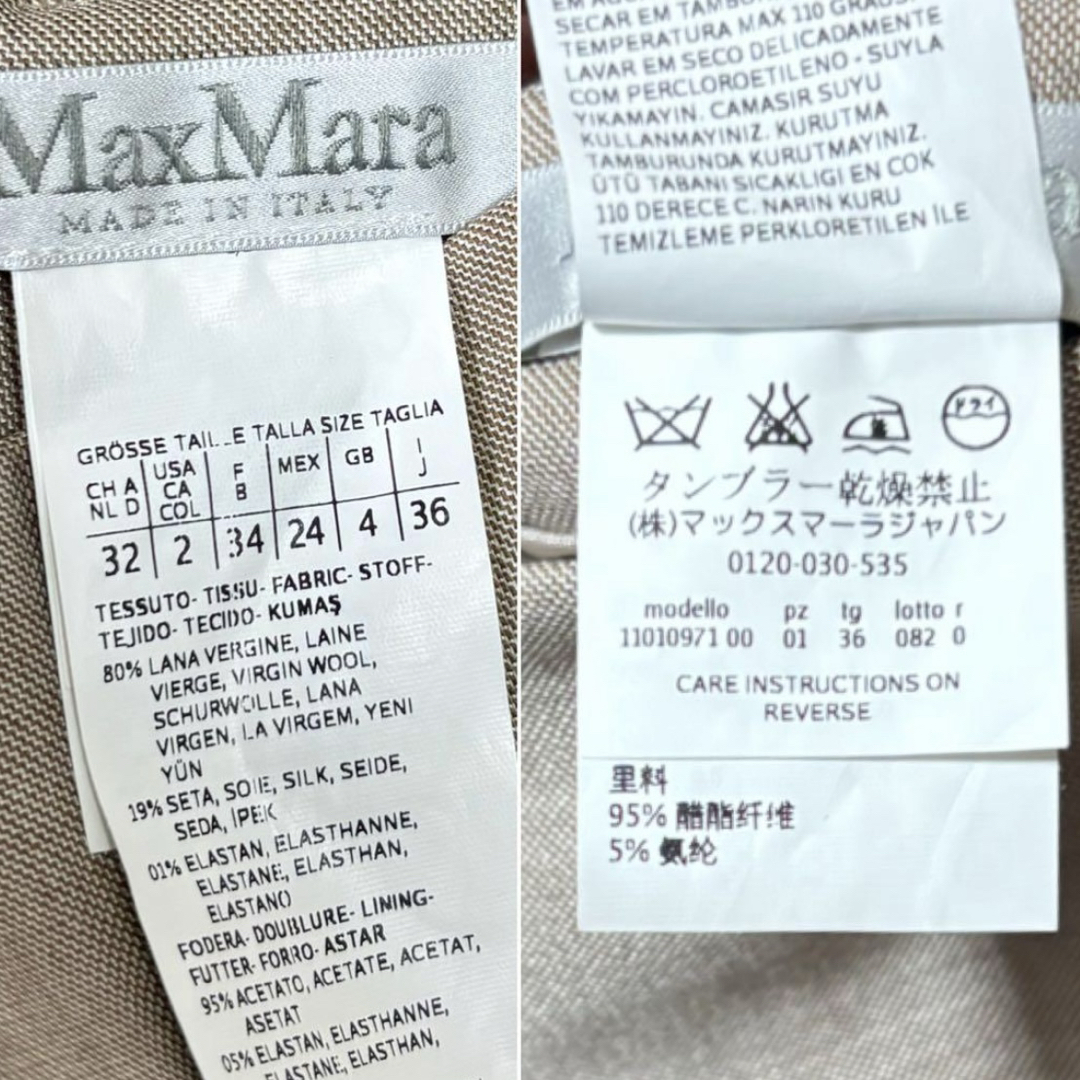 MaxMara
MADE IN ITALY
GRÖSSE TAILLE TALLA SIZE TAGLIA
CH A NL D
USA CA COL
F B
MEX
GB
I J
32 2 34 24 4 36
TESSUTO- TISSU- FABRIC- STOFF-
TEJIDO- TECIDO- KUMAŞ
80% LANA VERGINE, LAINE
VIERGE, VIRGIN WOOL,
SCHURWOLLE, LANA
VIRGEN, LA VIRGEM, YENI
YÜN
19% SETA, SOIE, SILK, SEIDE,
SEDA, İPEK
01% ELASTAN, ELASTHANNE,
ELASTANE, ELASTHAN,
ELASTANO
FODERA- DOUBLURE- LINING-
FUTTER- FORRO- ASTAR
95% ACETATO, ACETATE, ACETAT,
ASETAT
05% ELASTAN, ELASTHANNE,
ELASTANE, ELASTHAN,
SECAR EM
TEMPERATURA MAX 110 GRAUS.
LAVAR EM SECO DELICADAMENTE
COM PERCLOROETILENO - SUYLA
YIKAMAYIN. CAMASIR SUYU
KULLANMAYINIZ. KURUTMA
TAMBURUNDA KURUTMAYINIZ.
ÜTÜ TABANI SICAKLIGI EN COK
110 DERECE C. NARIN KURU
TEMIZLEME PERKLORETILEN İLE
ドライ
タンブラー乾燥禁止
(株)マックスマーラジャパン
0120-030-535
modello pz tg lotto r
11010971 00 01 36 082 0
CARE INSTRUCTIONS ON
REVERSE
里料
95% 醋酯纤维
5% 氨纶